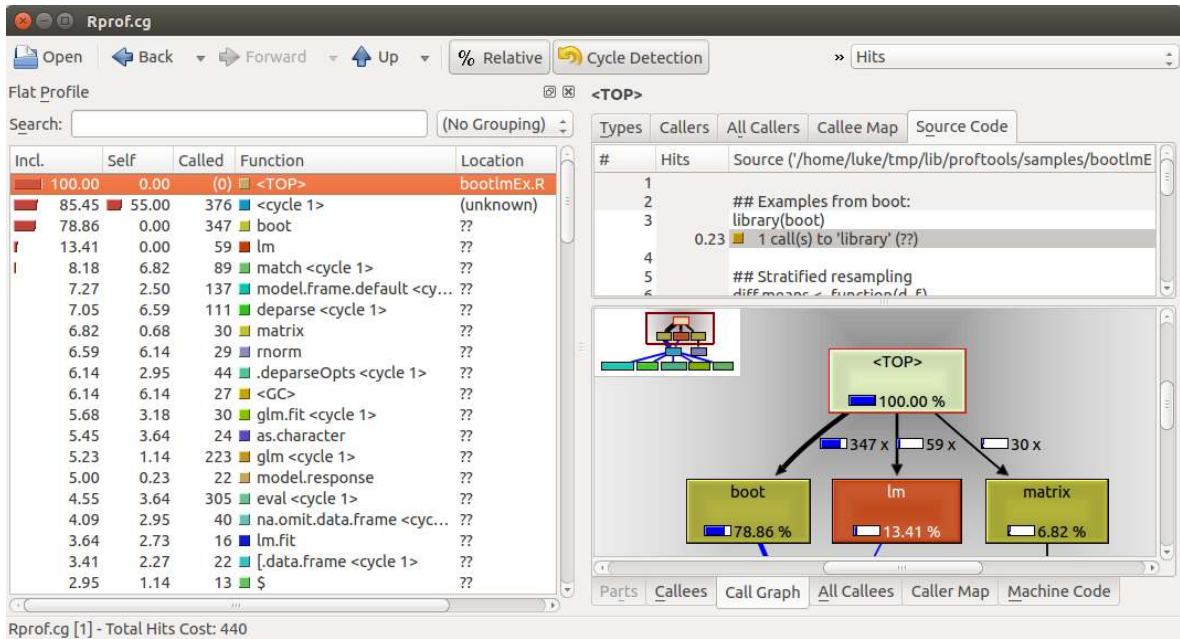 Rprof.cg
Open Back Forward Up % Relative Cycle Detection » Hits
Flat Profile
Search: (No Grouping)
Incl. Self Called Function Location
100.00 0.00 (0) <TOP> bootlmEx.R
85.45 55.00 376 <cycle 1> (unknown)
78.86 0.00 347 boot ??
13.41 0.00 59 lm ??
8.18 6.82 89 match <cycle 1> ??
7.27 2.50 137 model.frame.default <cy... ??
7.05 6.59 111 deparse <cycle 1> ??
6.82 0.68 30 matrix ??
6.59 6.14 29 rnorm ??
6.14 2.95 44 .deparseOpts <cycle 1> ??
6.14 6.14 27 <GC> ??
5.68 3.18 30 glm.fit <cycle 1> ??
5.45 3.64 24 as.character ??
5.23 1.14 223 glm <cycle 1> ??
5.00 0.23 22 model.response ??
4.55 3.64 305 eval <cycle 1> ??
4.09 2.95 40 na.omit.data.frame <cyc... ??
3.64 2.73 16 lm.fit ??
3.41 2.27 22 [.data.frame <cycle 1> ??
2.95 1.14 13 $ ??
<TOP>
Types Callers All Callers Callee Map Source Code
# Hits Source ('/home/luke/tmp/lib/proftools/samples/bootlmE
1
2 ## Examples from boot:
3 library(boot)
0.23 1 call(s) to 'library' (??)
4
5 ## Stratified resampling
6 diff.means <- function(d, f)
<TOP>
100.00 %
347 x 59 x 30 x
boot lm matrix
78.86 % 13.41 % 6.82 %
Parts Callees Call Graph All Callees Caller Map Machine Code
Rprof.cg [1] - Total Hits Cost: 440